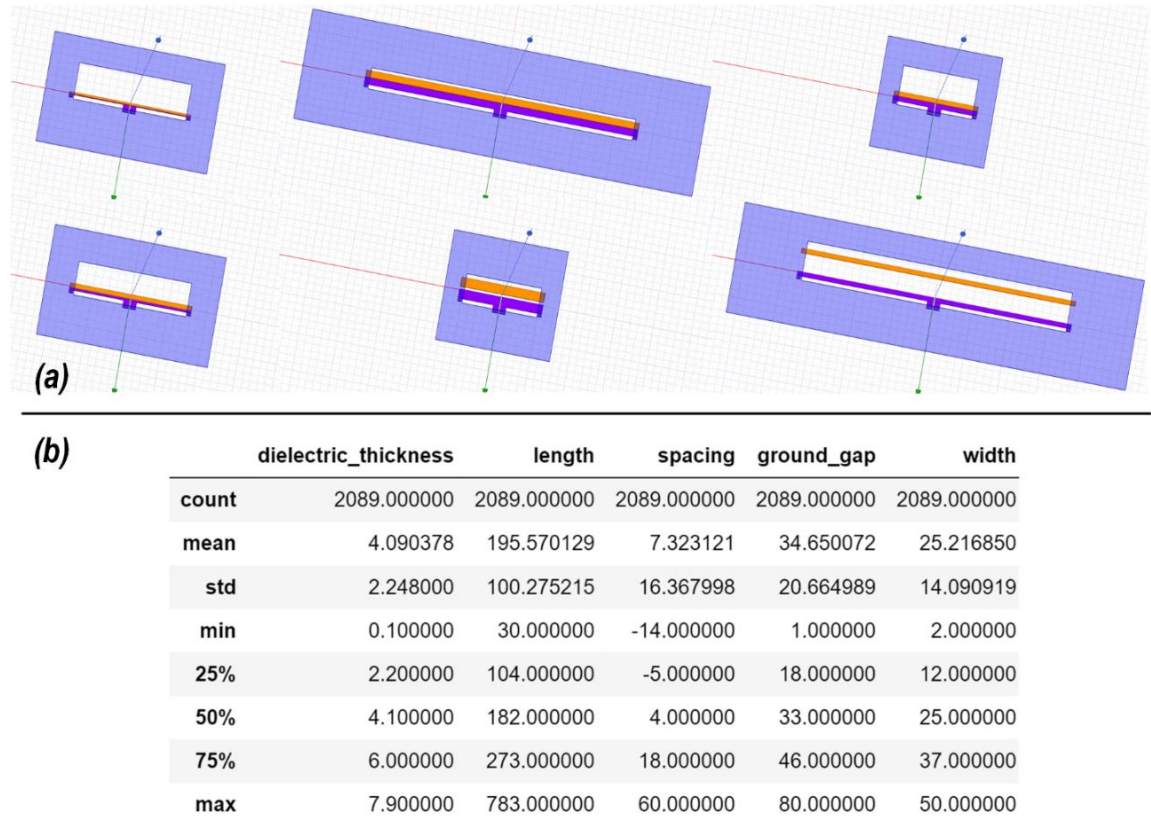 (a)
(b)
dielectric_thickness length spacing ground_gap width
count 2089.000000 2089.000000 2089.000000 2089.000000 2089.000000
mean 4.090378 195.570129 7.323121 34.650072 25.216850
std 2.248000 100.275215 16.367998 20.664989 14.090919
min 0.100000 30.000000 -14.000000 1.000000 2.000000
25% 2.200000 104.000000 -5.000000 18.000000 12.000000
50% 4.100000 182.000000 4.000000 33.000000 25.000000
75% 6.000000 273.000000 18.000000 46.000000 37.000000
max 7.900000 783.000000 60.000000 80.000000 50.000000